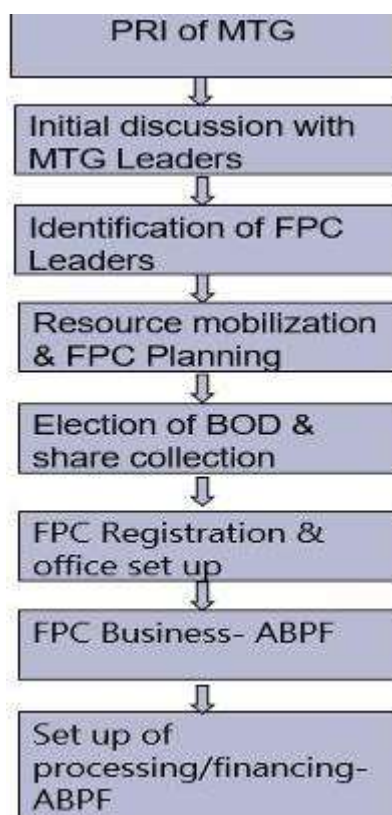 PRI of MTG
Initial discussion with
MTG Leaders
Identification of FPC
Leaders
Resource mobilization
& FPC Planning
Election of BOD &
share collection
FPC Registration &
office set up
FPC Business- ABPF
Set up of
processing/financing-
ABPF